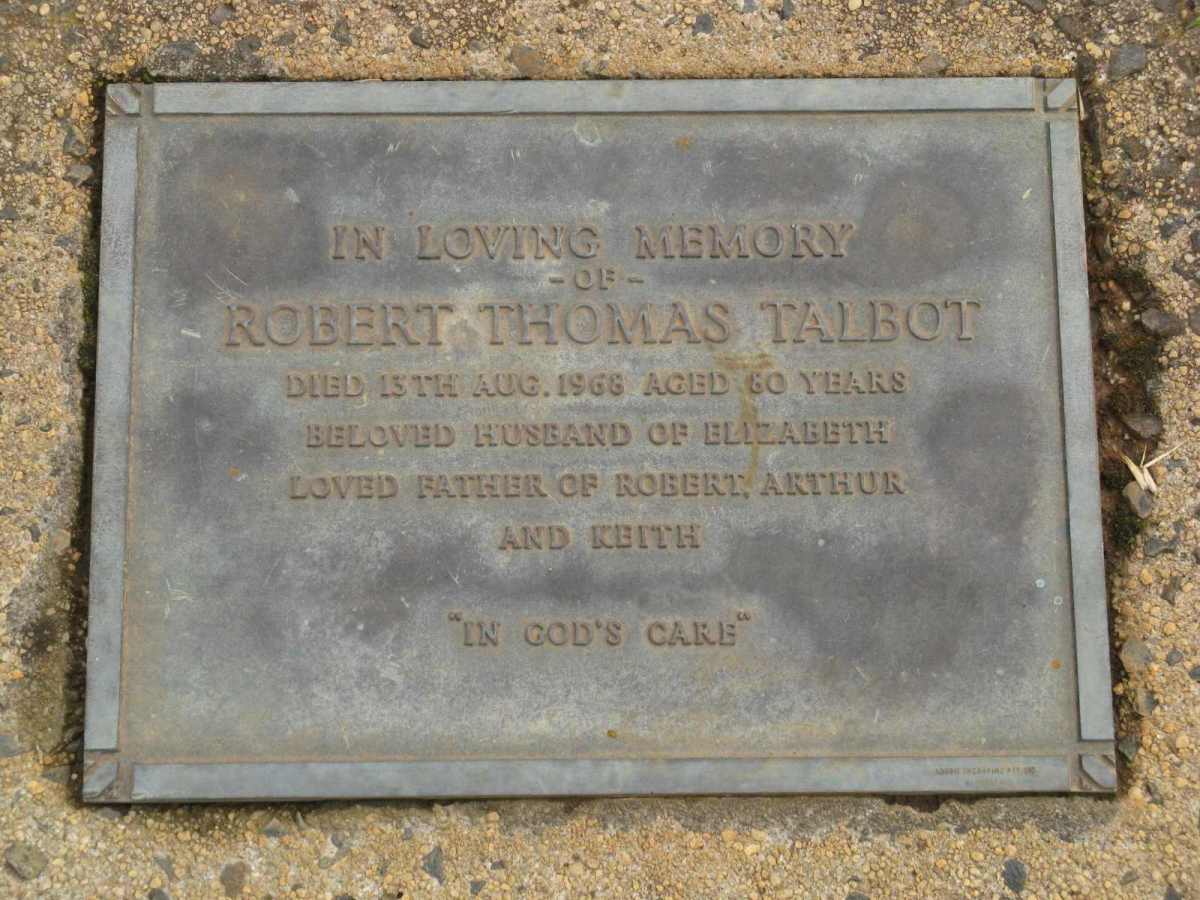 IN LOVING MEMORY
- OF -
ROBERT THOMAS TALBOT
DIED 13TH AUG. 1968 AGED 80 YEARS
BELOVED HUSBAND OF ELIZABETH
LOVED FATHER OF ROBERT, ARTHUR
AND KEITH
"IN GOD'S CARE"